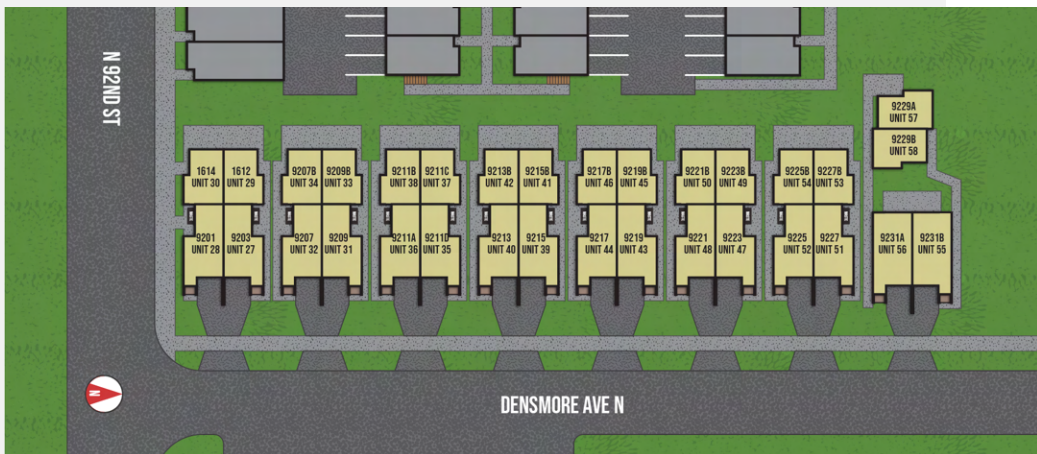 N 92ND ST
9229A
UNIT 57
9229B
UNIT 58
1614
UNIT 30
1612
UNIT 29
9207B
UNIT 34
9209B
UNIT 33
9211B
UNIT 38
9211C
UNIT 37
9213B
UNIT 42
9215B
UNIT 41
9217B
UNIT 46
9219B
UNIT 45
9221B
UNIT 50
9223B
UNIT 49
9225B
UNIT 54
9227B
UNIT 53
9201
UNIT 28
9203
UNIT 27
9207
UNIT 32
9209
UNIT 31
9211A
UNIT 36
9211D
UNIT 35
9213
UNIT 40
9215
UNIT 39
9217
UNIT 44
9219
UNIT 43
9221
UNIT 48
9223
UNIT 47
9225
UNIT 52
9227
UNIT 51
9231A
UNIT 56
9231B
UNIT 55
N
DENSMORE AVE N